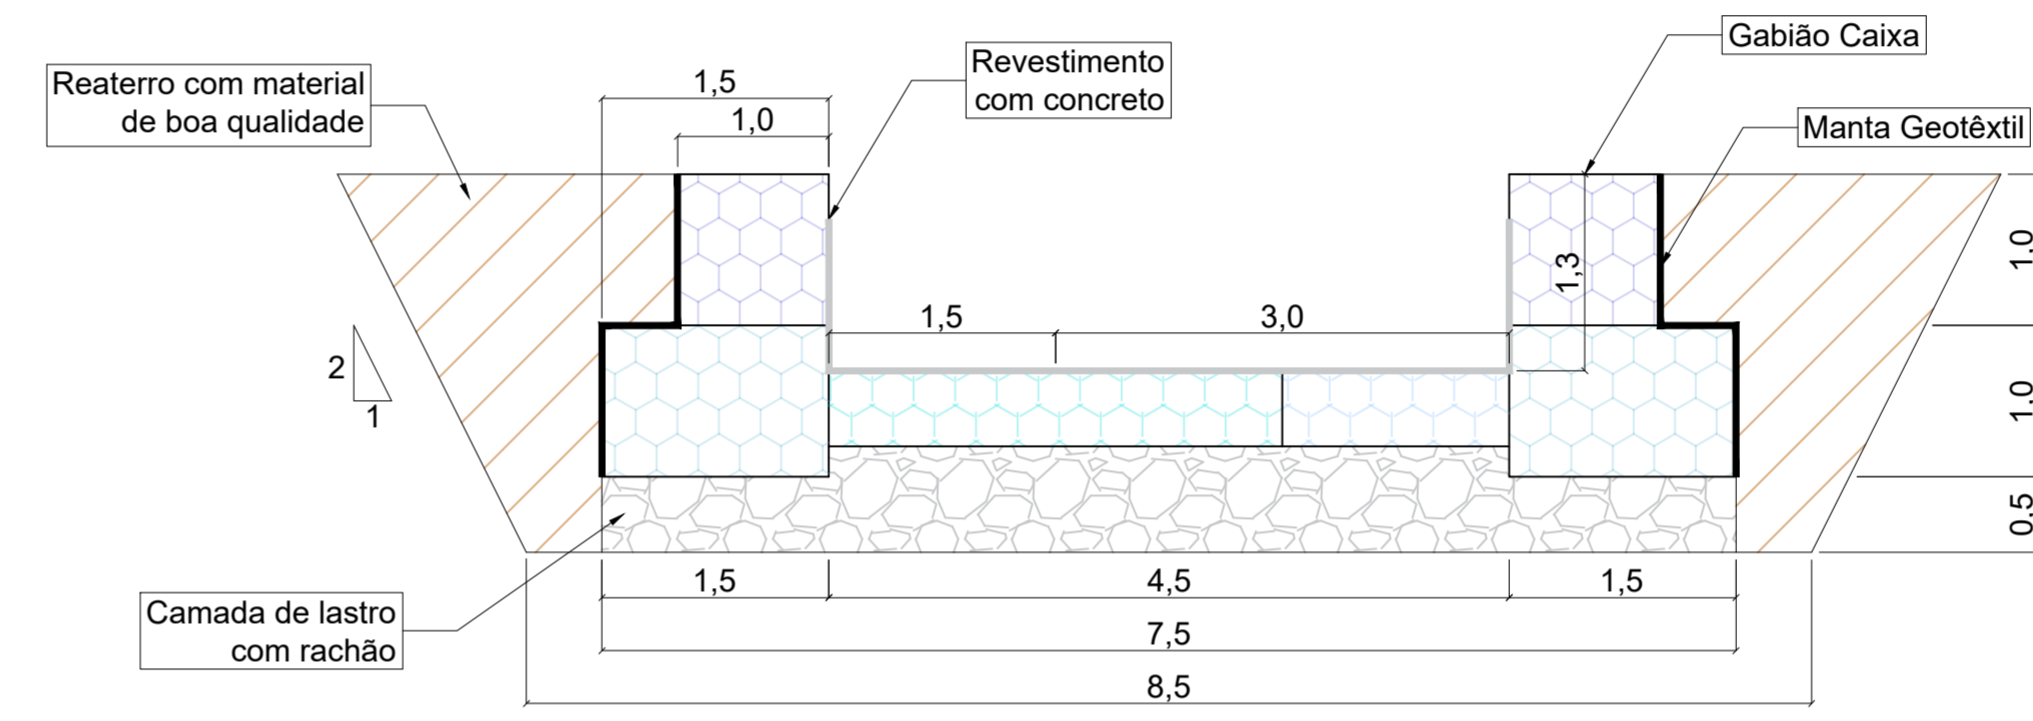 Gabião Caixa
Revestimento
com concreto
Reaterro com material
de boa qualidade
1,5
1,0
Manta Geotêxtil
1,0
1,3
1,5
3,0
2
1
1,0
0,5
1,5
4,5
1,5
Camada de lastro
com rachão
7,5
8,5